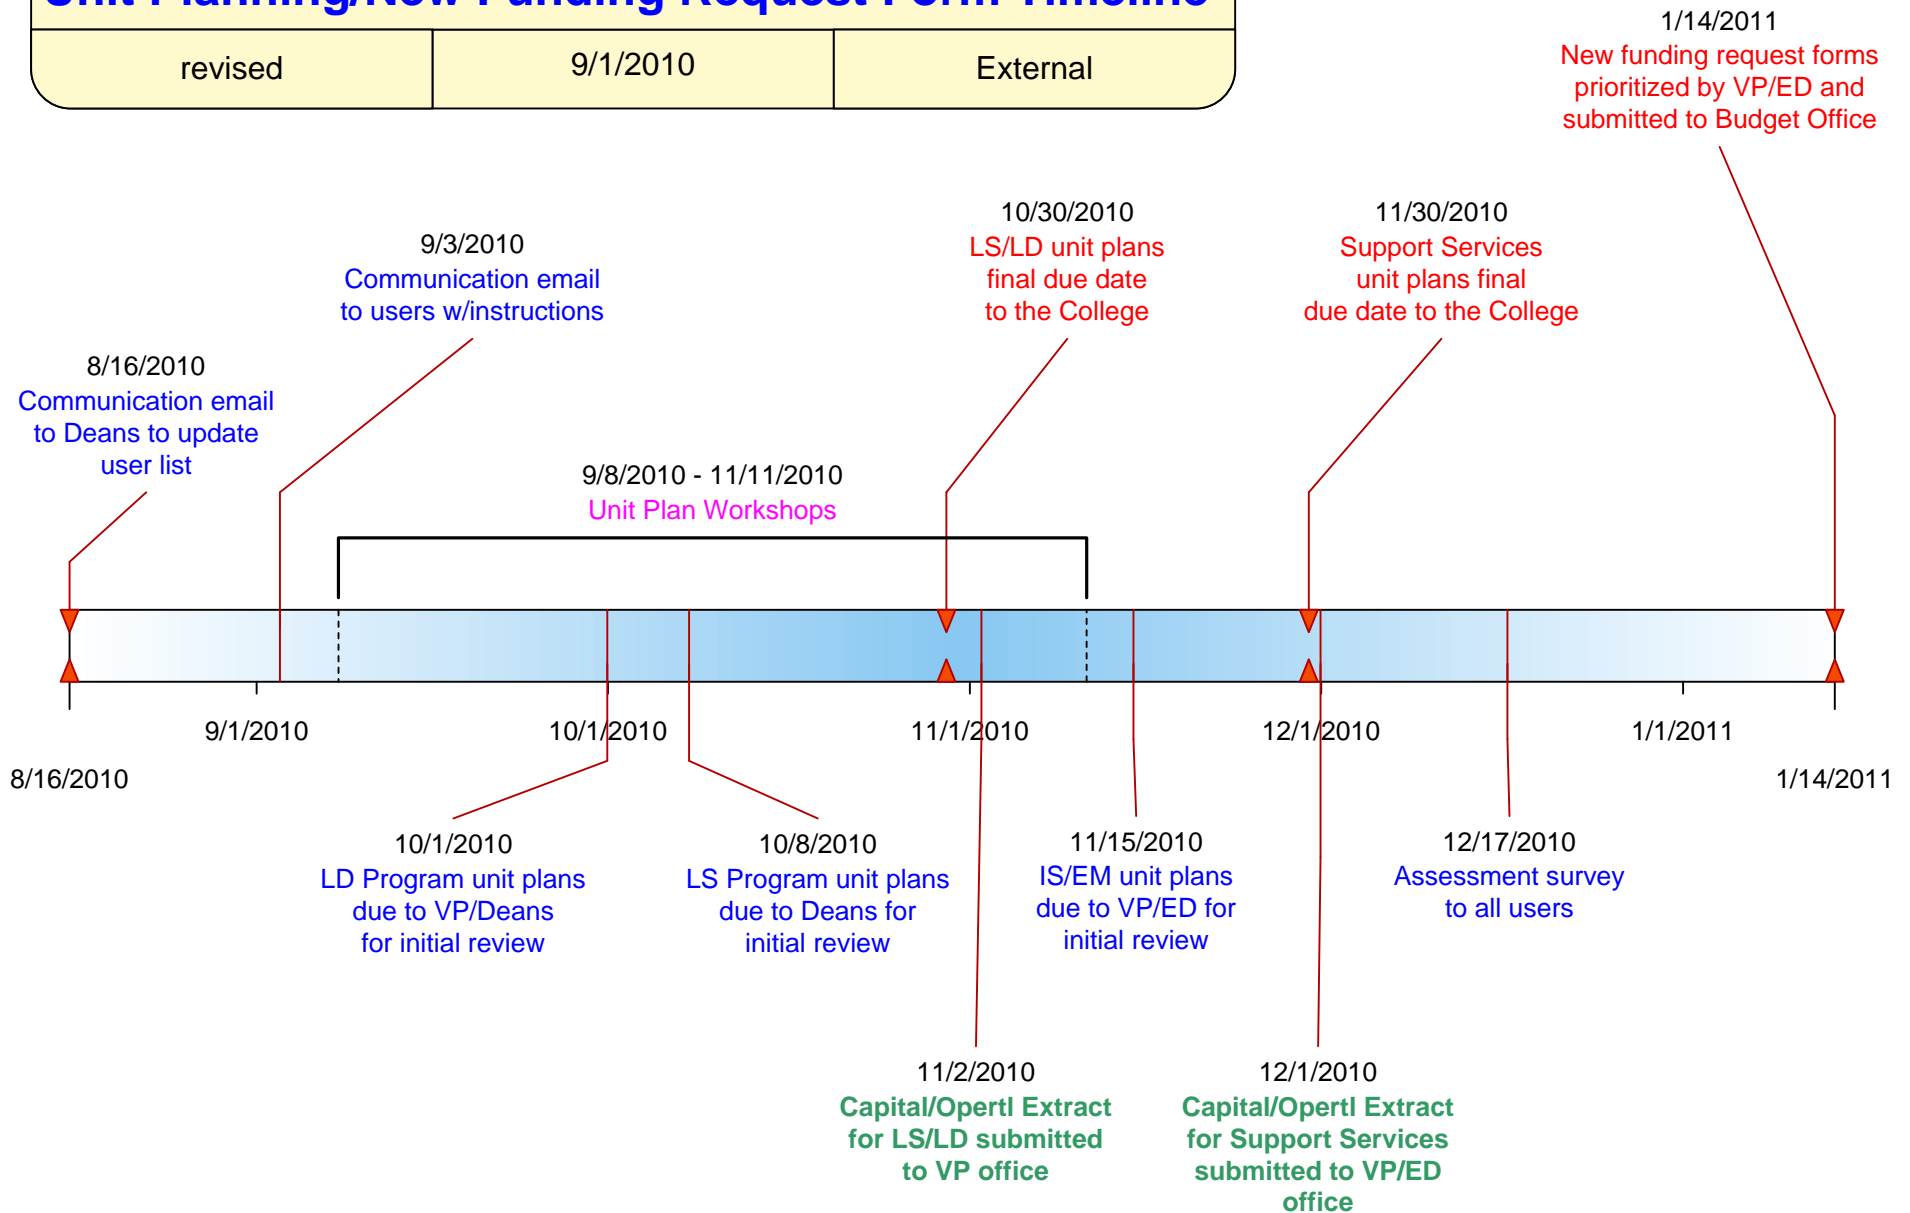 Unit Planning/New Funding Request Form Timeline
revised
9/1/2010
External
1/14/2011
New funding request forms
prioritized by VP/ED and
submitted to Budget Office
10/30/2010
LS/LD unit plans
final due date
to the College
11/30/2010
Support Services
unit plans final
due date to the College
9/3/2010
Communication email
to users w/instructions
8/16/2010
Communication email
to Deans to update
user list
9/8/2010 - 11/11/2010
Unit Plan Workshops
9/1/2010
10/1/2010
11/1/2010
12/1/2010
1/1/2011
8/16/2010
1/14/2011
10/1/2010
LD Program unit plans
due to VP/Deans
for initial review
10/8/2010
LS Program unit plans
due to Deans for
initial review
11/15/2010
IS/EM unit plans
due to VP/ED for
initial review
12/17/2010
Assessment survey
to all users
11/2/2010
Capital/Opertl Extract
for LS/LD submitted
to VP office
12/1/2010
Capital/Opertl Extract
for Support Services
submitted to VP/ED
office